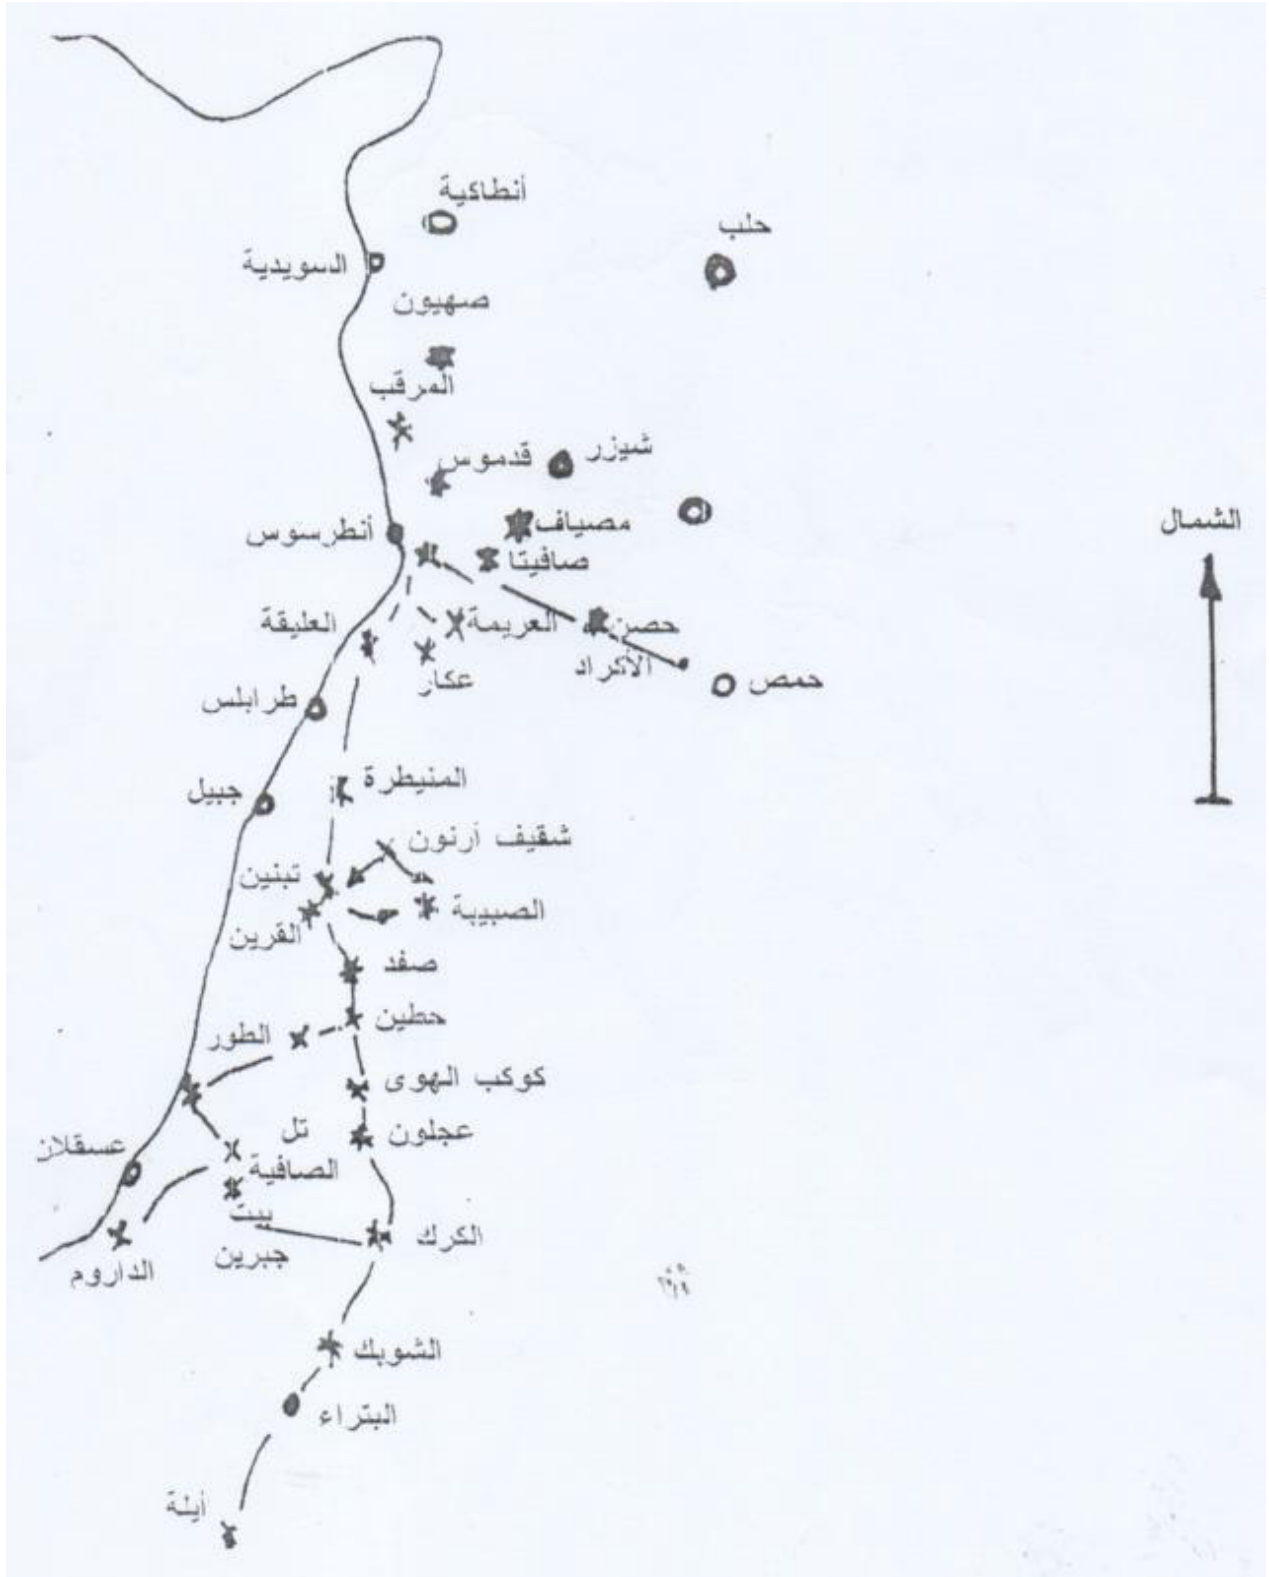 أنطاكية
حلب
السويدية
صهيون
المرقب
شيزر
قدموس
الشمال
مصياف
أنطرسوس
صافيتا
العليقة
العريمة
حصن
الأكراد
عكار
حمص
طرابلس
المنيطرة
جبيل
شقيف أرنون
تبنين
الصبيبة
القرين
صفد
حطين
الطور
كوكب الهوى
تل
عجلون
عسقلان
الصافية
بيت
الكرك
جبرين
الداروم
الشوبك
البتراء
أيلة